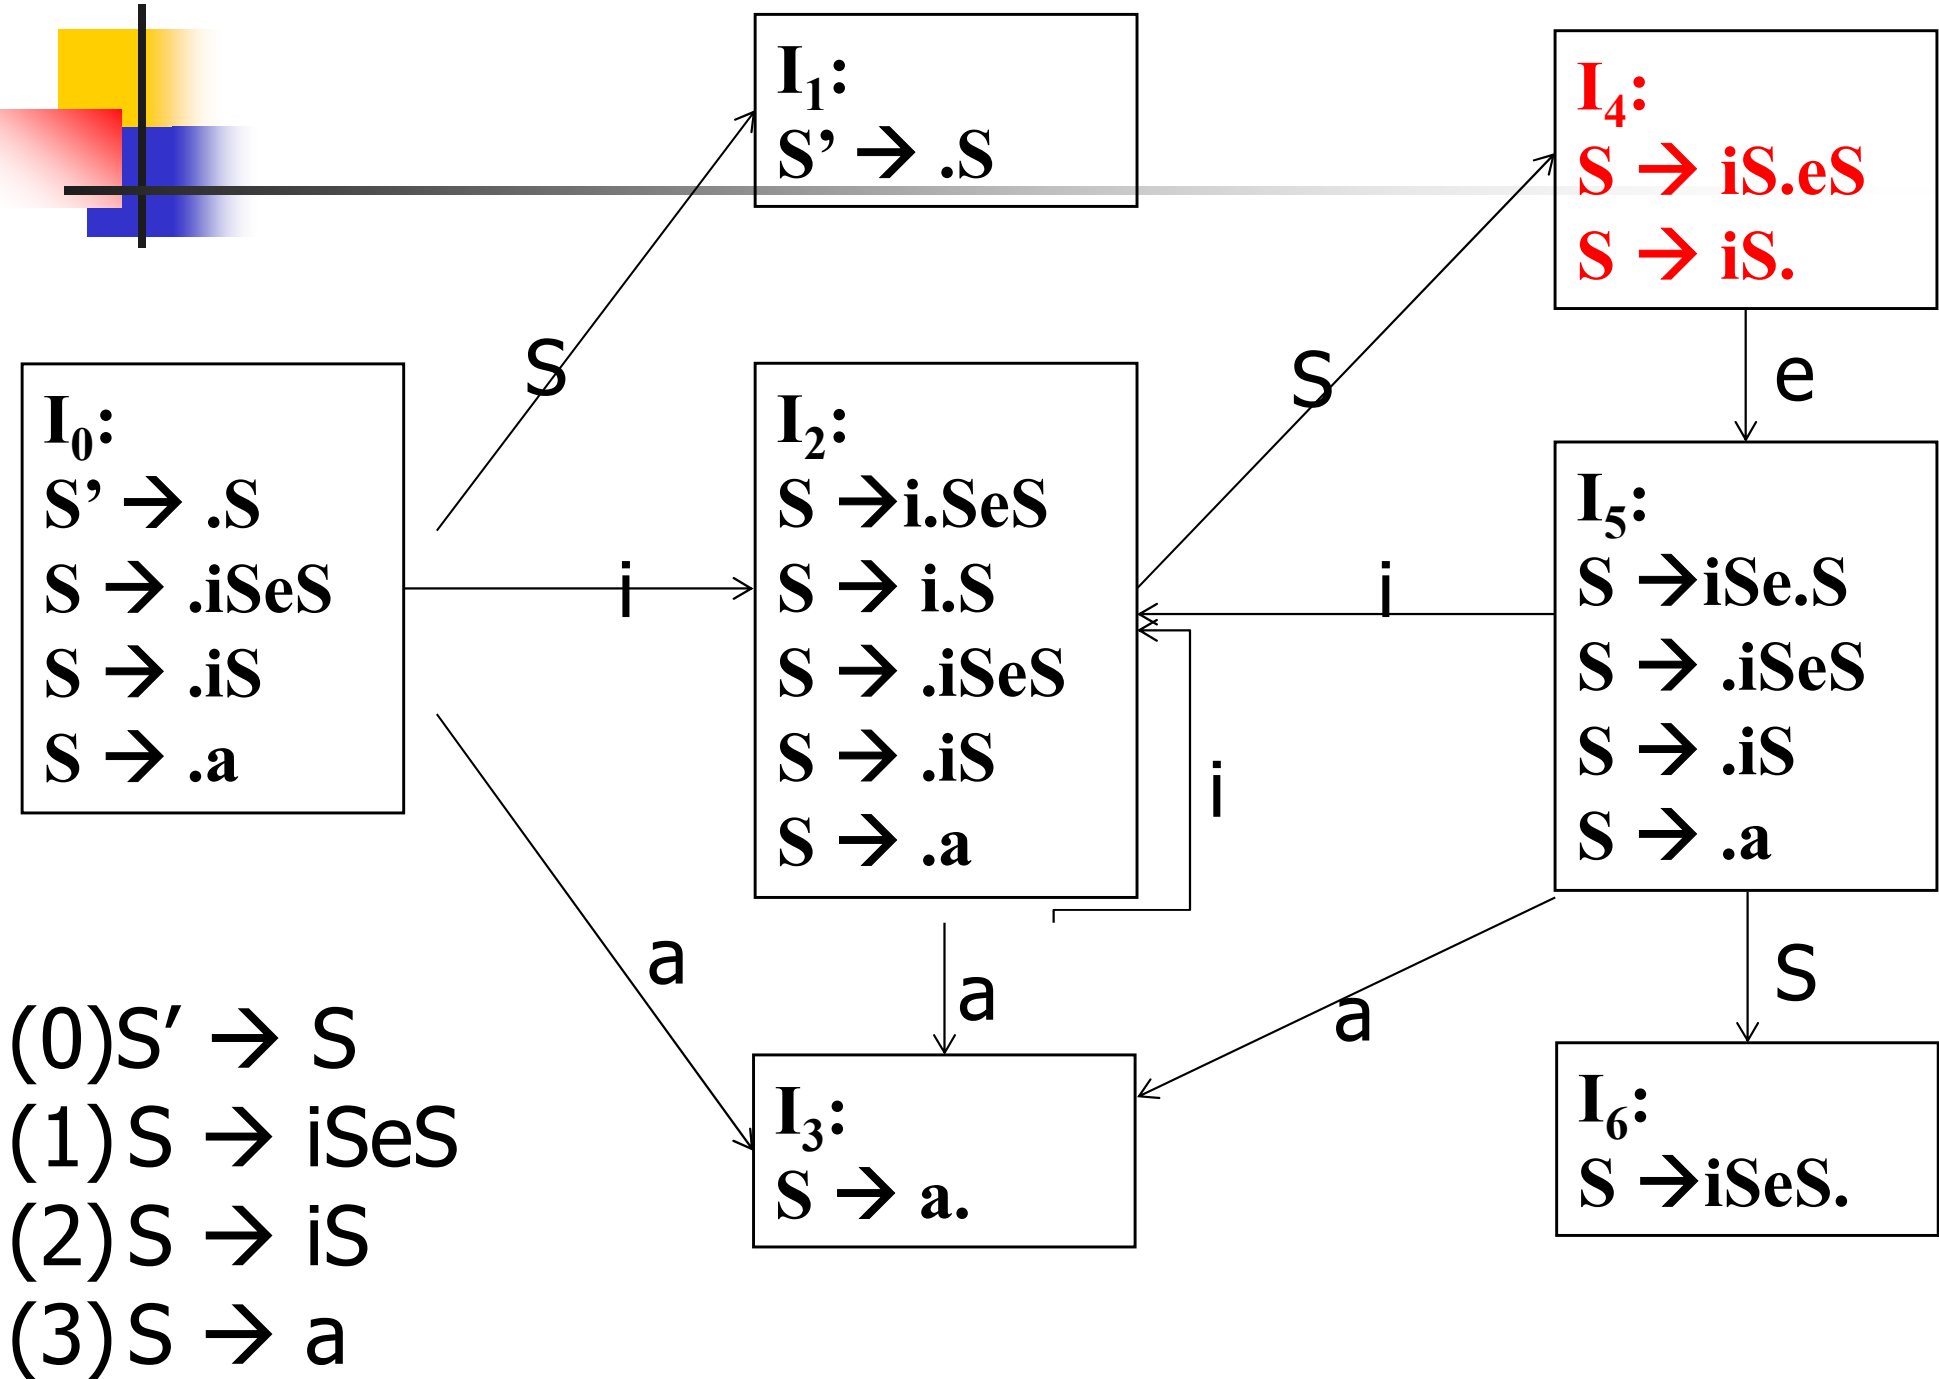 I₁:
S’ → .S
I₄:
S → iS.eS
S → iS.
S
S
e
I₀:
S’ → .S
S → .iSeS
S → .iS
S → .a
i
I₂:
S →i.SeS
S → i.S
S → .iSeS
S → .iS
S → .a
i
i
I₅:
S →iSe.S
S → .iSeS
S → .iS
S → .a
a
a
a
S
I₃:
S → a.
I₆:
S →iSeS.
(0)S’ → S
(1)S → iSeS
(2)S → iS
(3)S → a